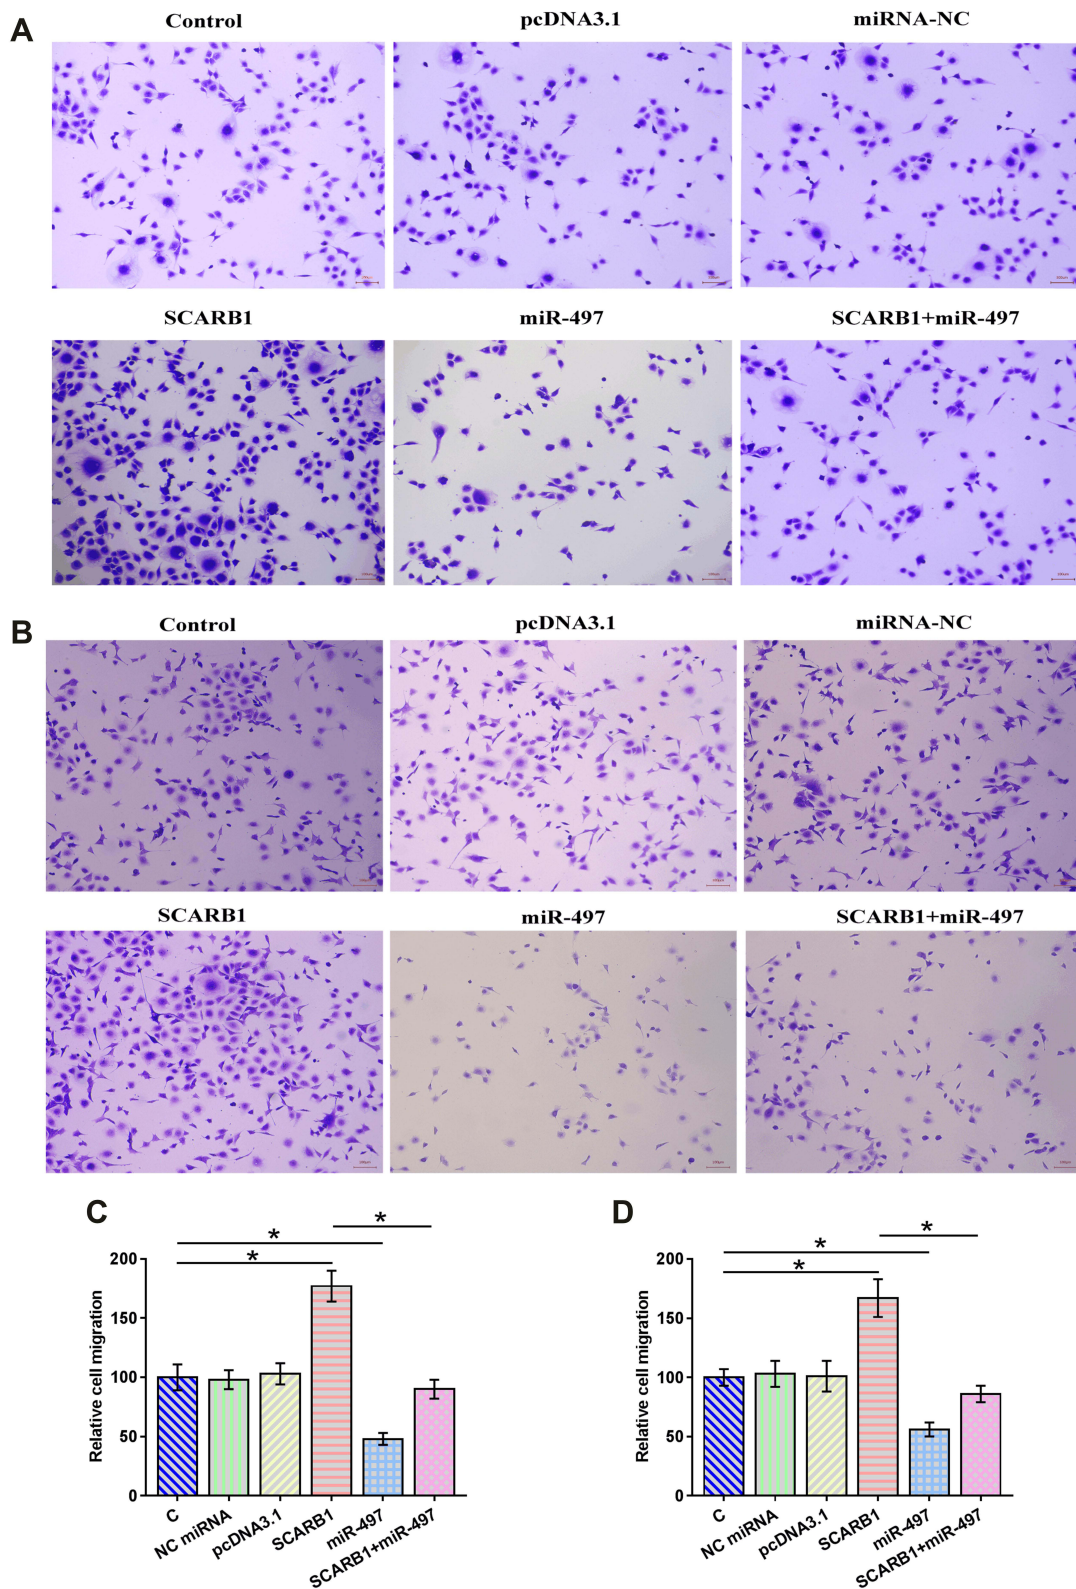 A
Control
pcDNA3.1
miRNA-NC
SCARB1
miR-497
SCARB1+miR-497
B
Control
pcDNA3.1
miRNA-NC
SCARB1
miR-497
SCARB1+miR-497
C
*
*
*
200
150
100
50
0
Relative cell migration
C
NC miRNA
pcDNA3.1
SCARB1
miR-497
SCARB1+miR-497
D
*
*
*
200
150
100
50
0
Relative cell migration
C
NC miRNA
pcDNA3.1
SCARB1
miR-497
SCARB1+miR-497